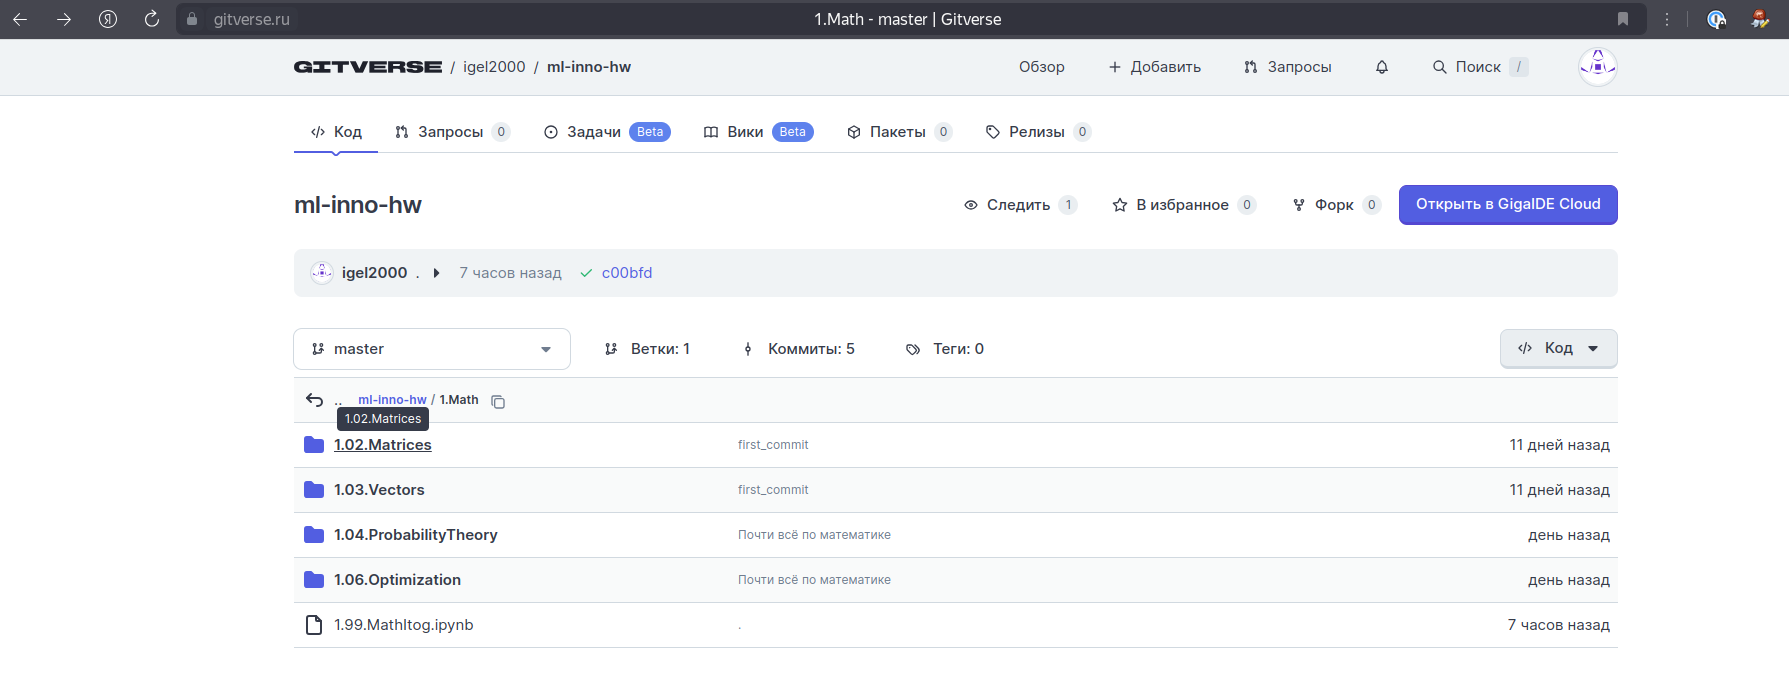 gitverse.ru
1.Math - master | Gitverse
GITVERSE / igel2000 / ml-inno-hw
Обзор
Добавить
Запросы
Поиск /
Код
Запросы 0
Задачи Beta
Вики Beta
Пакеты 0
Релизы 0
ml-inno-hw
Следить 1
В избранное 0
Форк 0
Открыть в GigaIDE Cloud
igel2000 . 7 часов назад c00bfd
master
Ветки: 1
Коммиты: 5
Теги: 0
Код
.. ml-inno-hw / 1.Math
1.02.Matrices
1.02.Matrices first_commit 11 дней назад
1.03.Vectors first_commit 11 дней назад
1.04.ProbabilityTheory Почти всё по математике день назад
1.06.Optimization Почти всё по математике день назад
1.99.MathItog.ipynb . 7 часов назад